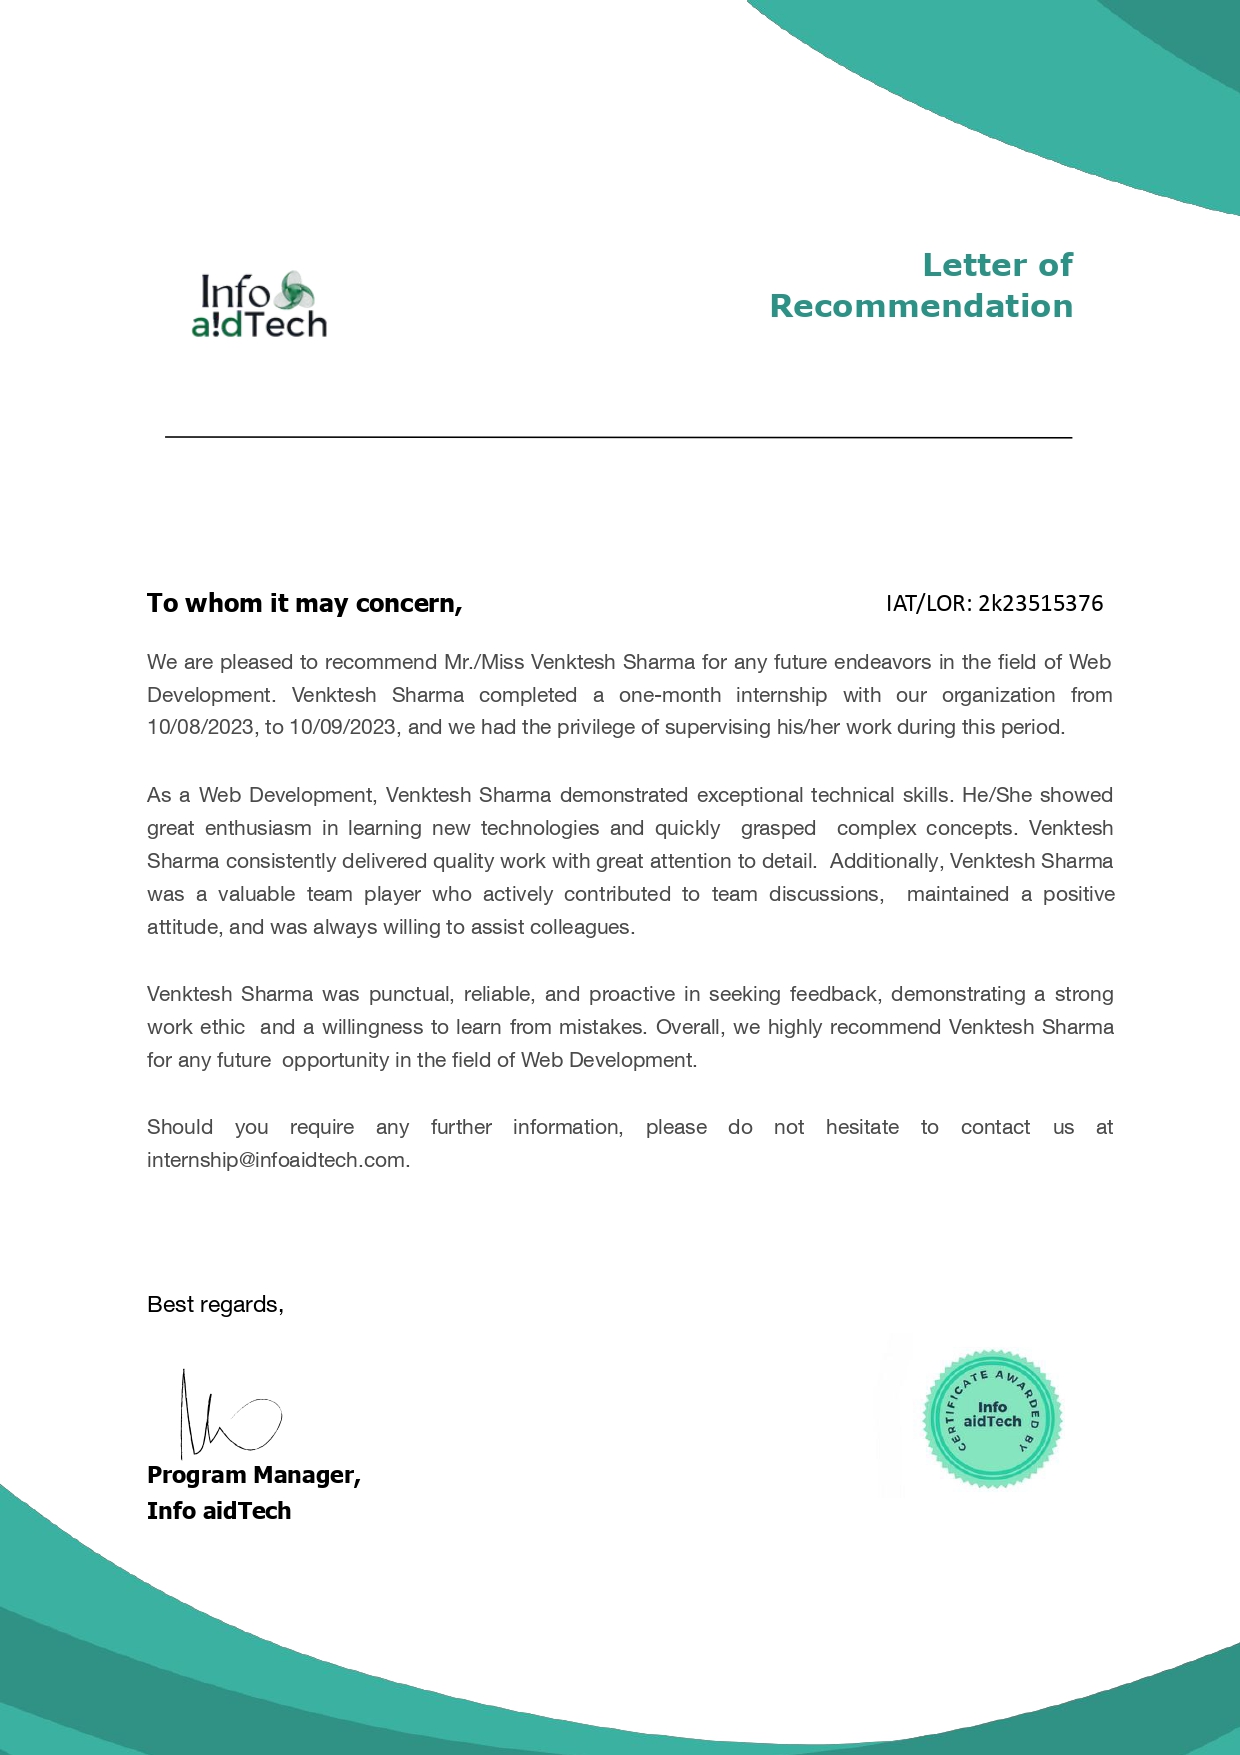 Letter of
Recommendation
Info
a!dTech
To whom it may concern,
IAT/LOR: 2k23515376
We are pleased to recommend Mr./Miss Venktesh Sharma for any future endeavors in the field of Web
Development. Venktesh Sharma completed a one-month internship with our organization from
10/08/2023, to 10/09/2023, and we had the privilege of supervising his/her work during this period.
As a Web Development, Venktesh Sharma demonstrated exceptional technical skills. He/She showed
great enthusiasm in learning new technologies and quickly grasped complex concepts. Venktesh
Sharma consistently delivered quality work with great attention to detail. Additionally, Venktesh Sharma
was a valuable team player who actively contributed to team discussions, maintained a positive
attitude, and was always willing to assist colleagues.
Venktesh Sharma was punctual, reliable, and proactive in seeking feedback, demonstrating a strong
work ethic and a willingness to learn from mistakes. Overall, we highly recommend Venktesh Sharma
for any future opportunity in the field of Web Development.
Should you require any further information, please do not hesitate to contact us at
internship@infoaidtech.com.
Best regards,
Program Manager,
Info aidTech
CERTIFICATE AWARDED BY
Info
aidTech